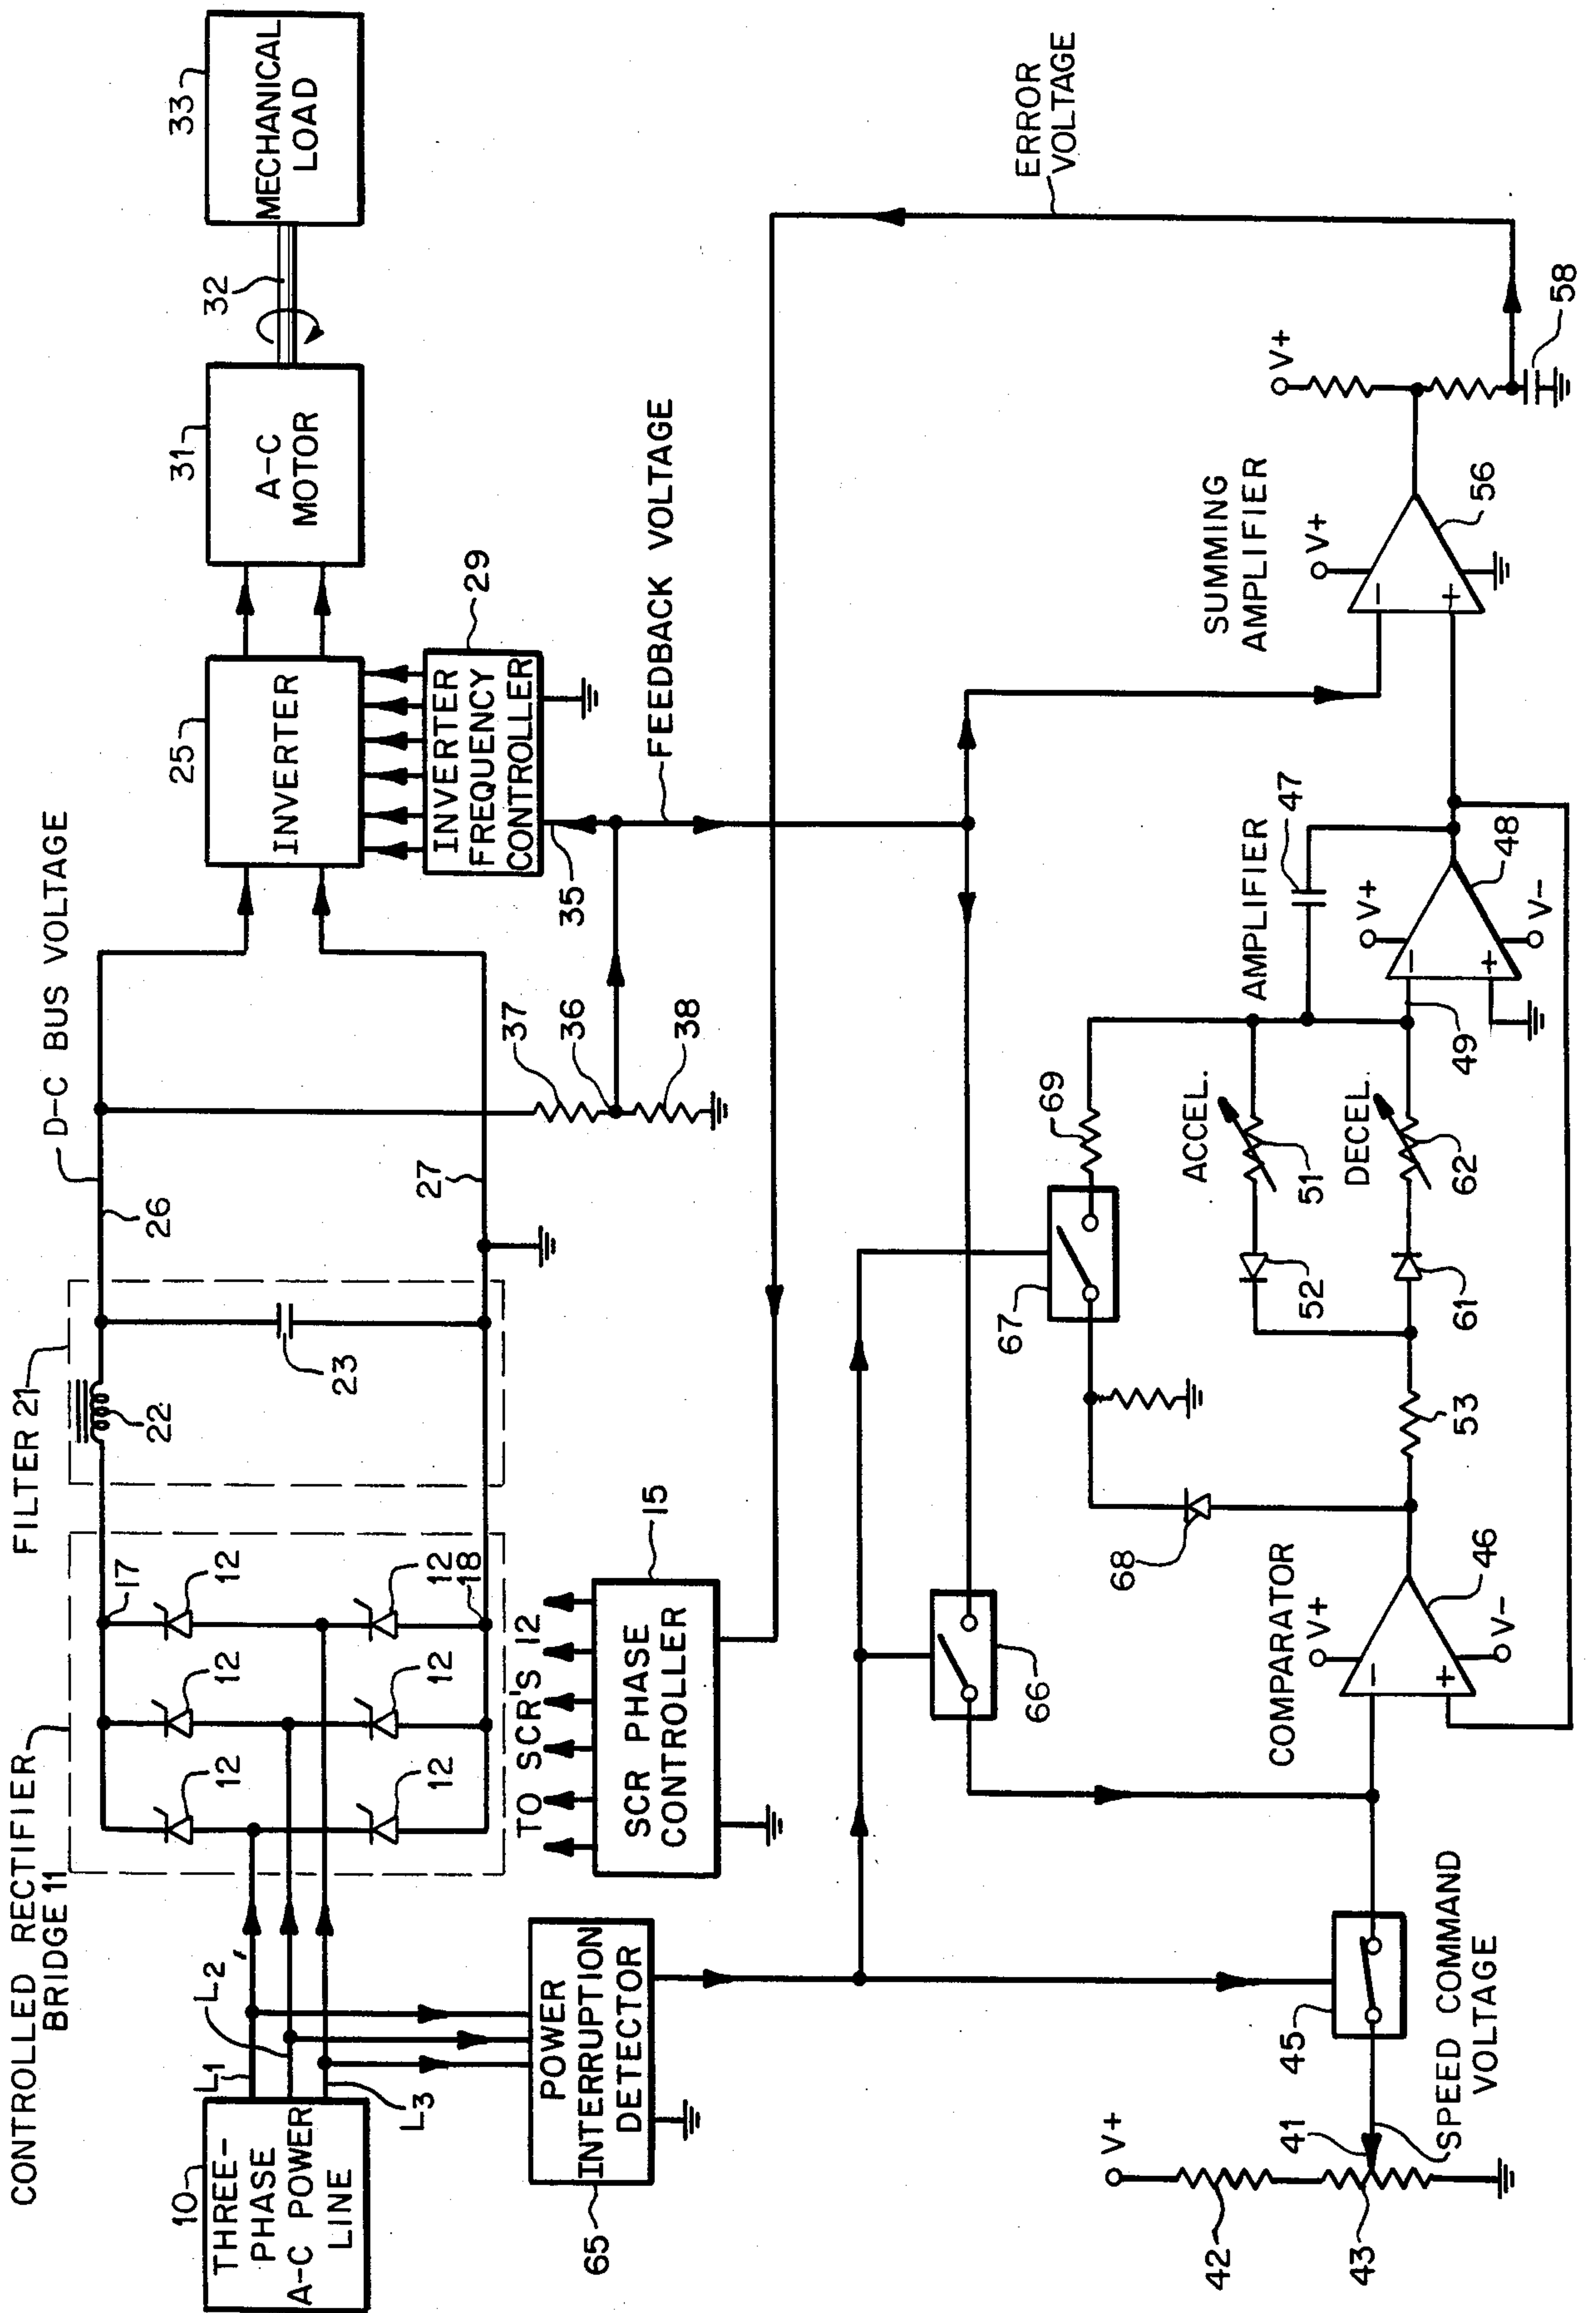 CONTROLLED RECTIFIER
BRIDGE 11
FILTER 21
D-C BUS VOLTAGE
10
THREE-
PHASE
A-C POWER
LINE
L1
L2
L3
12
12
12
12
12
12
17
18
22
23
26
27
25
INVERTER
31
A-C
MOTOR
32
33
MECHANICAL
LOAD
29
INVERTER
FREQUENCY
CONTROLLER
35
37
36
38
FEEDBACK VOLTAGE
ERROR
VOLTAGE
65
POWER
INTERRUPTION
DETECTOR
TO SCR'S 12
15
SCR PHASE
CONTROLLER
66
67
69
68
ACCEL.
51
52
DECEL.
62
61
53
49
AMPLIFIER
47
V+
48
V-
SUMMING
AMPLIFIER
V+
56
V+
58
COMPARATOR
V+
46
V-
45
SPEED COMMAND
VOLTAGE
V+
41
42
43